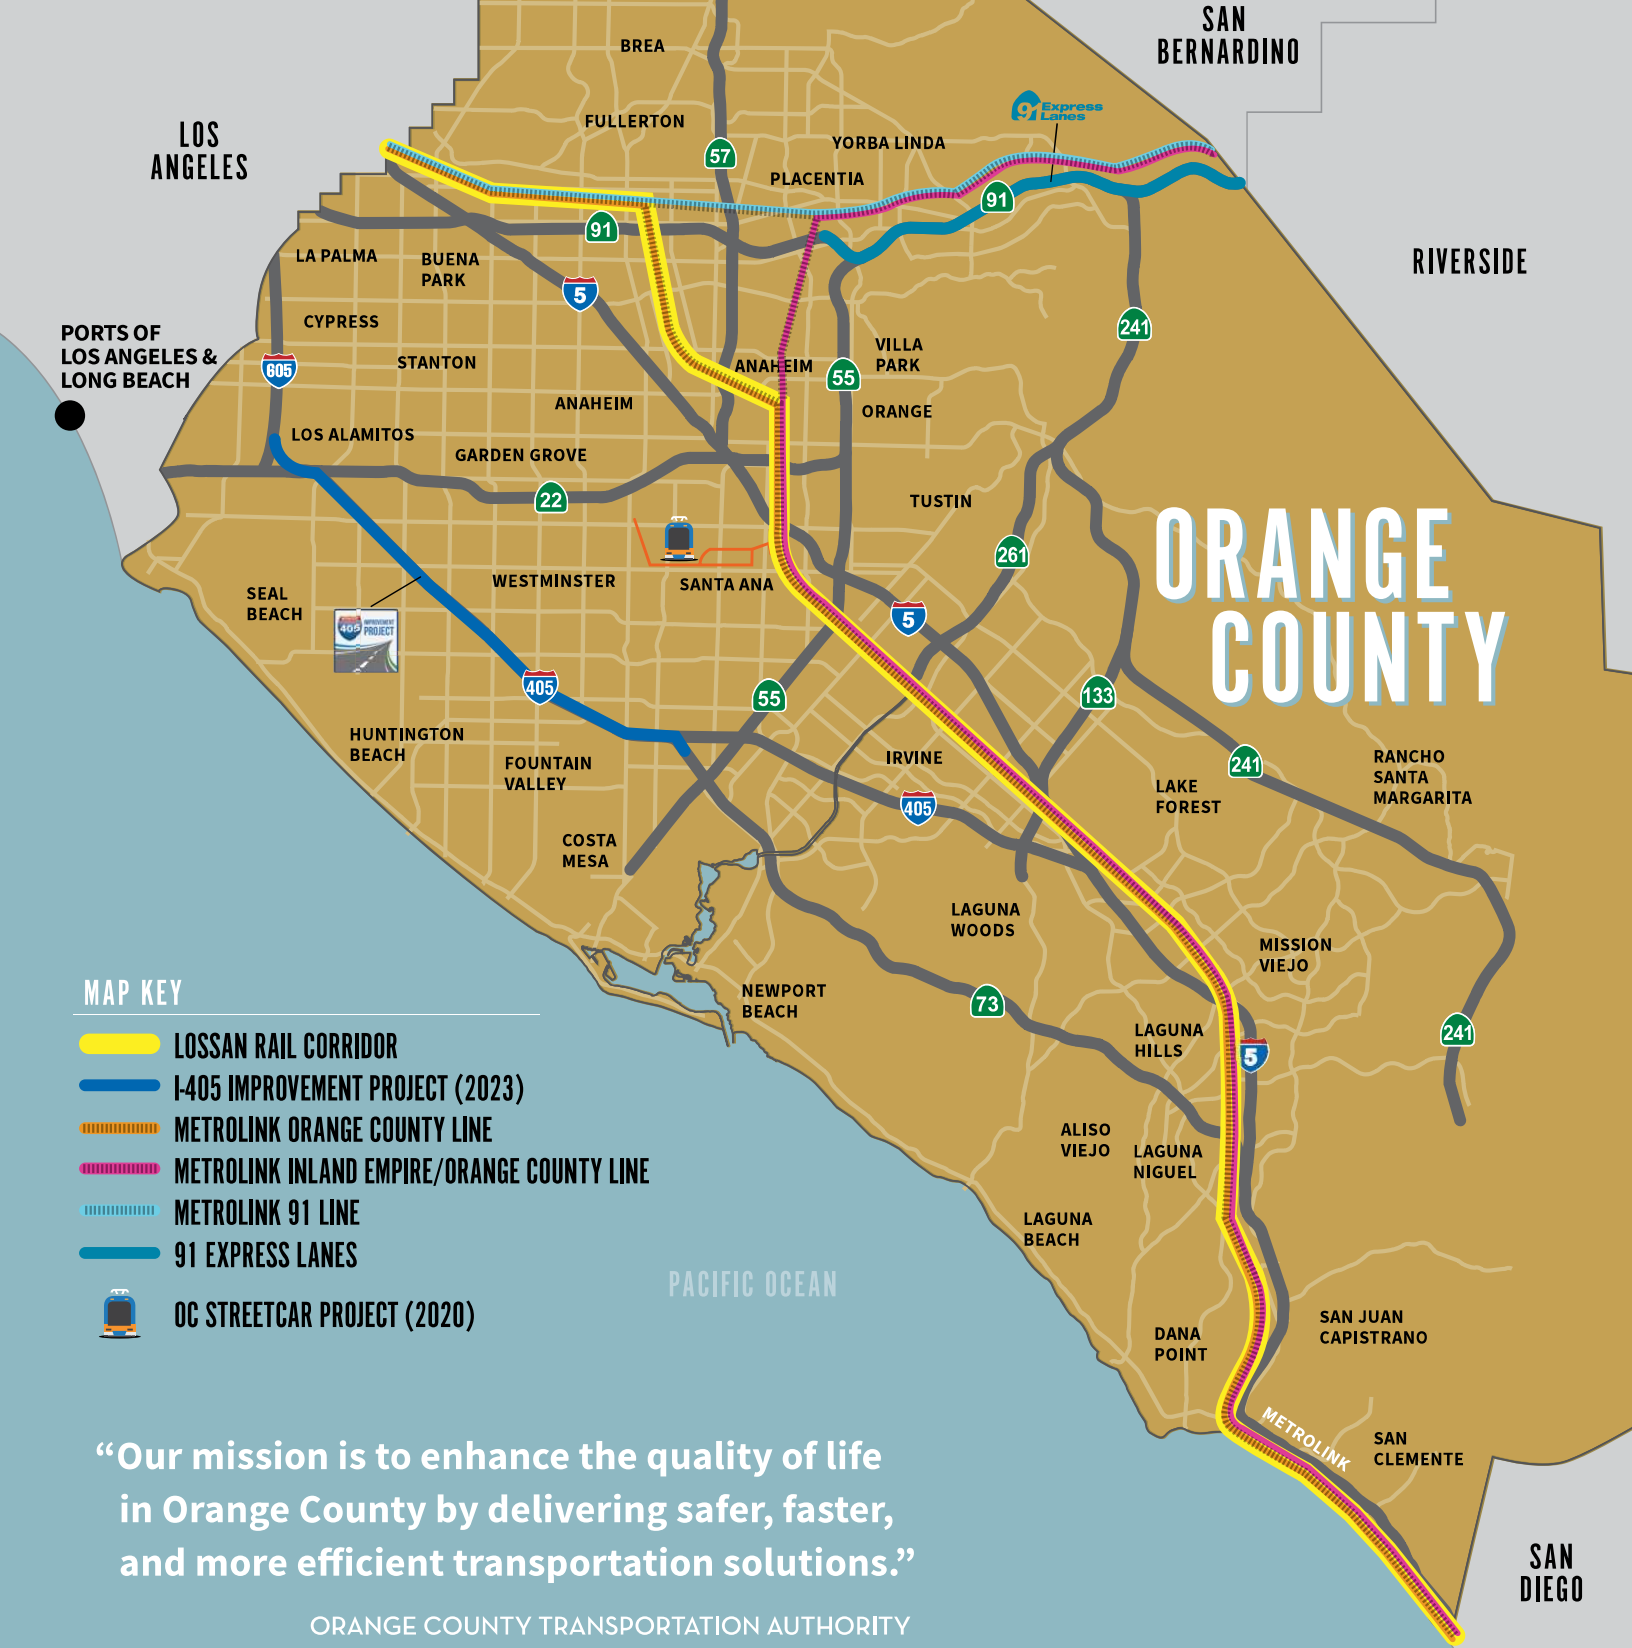 SAN
BERNARDINO
BREA
LOS
ANGELES
FULLERTON
91 Express
Lanes
YORBA LINDA
57
PLACENTIA
91
91
LA PALMA
BUENA
PARK
RIVERSIDE
5
CYPRESS
241
PORTS OF
LOS ANGELES &
LONG BEACH
STANTON
605
VILLA
PARK
ANAHEIM
55
ANAHEIM
ORANGE
LOS ALAMITOS
GARDEN GROVE
22
TUSTIN
ORANGE
COUNTY
261
WESTMINSTER
SANTA ANA
SEAL
BEACH
405 IMPROVEMENT
PROJECT
5
405
55
133
HUNTINGTON
BEACH
FOUNTAIN
VALLEY
IRVINE
241
RANCHO
SANTA
MARGARITA
LAKE
FOREST
405
COSTA
MESA
LAGUNA
WOODS
MISSION
VIEJO
NEWPORT
BEACH
73
LAGUNA
HILLS
5
241
ALISO
VIEJO
LAGUNA
NIGUEL
LAGUNA
BEACH
PACIFIC OCEAN
DANA
POINT
SAN JUAN
CAPISTRANO
METROLINK
SAN
CLEMENTE
SAN
DIEGO
MAP KEY
LOSSAN RAIL CORRIDOR
I-405 IMPROVEMENT PROJECT (2023)
METROLINK ORANGE COUNTY LINE
METROLINK INLAND EMPIRE/ORANGE COUNTY LINE
METROLINK 91 LINE
91 EXPRESS LANES
OC STREETCAR PROJECT (2020)
“Our mission is to enhance the quality of life
in Orange County by delivering safer, faster,
and more efficient transportation solutions.”
ORANGE COUNTY TRANSPORTATION AUTHORITY